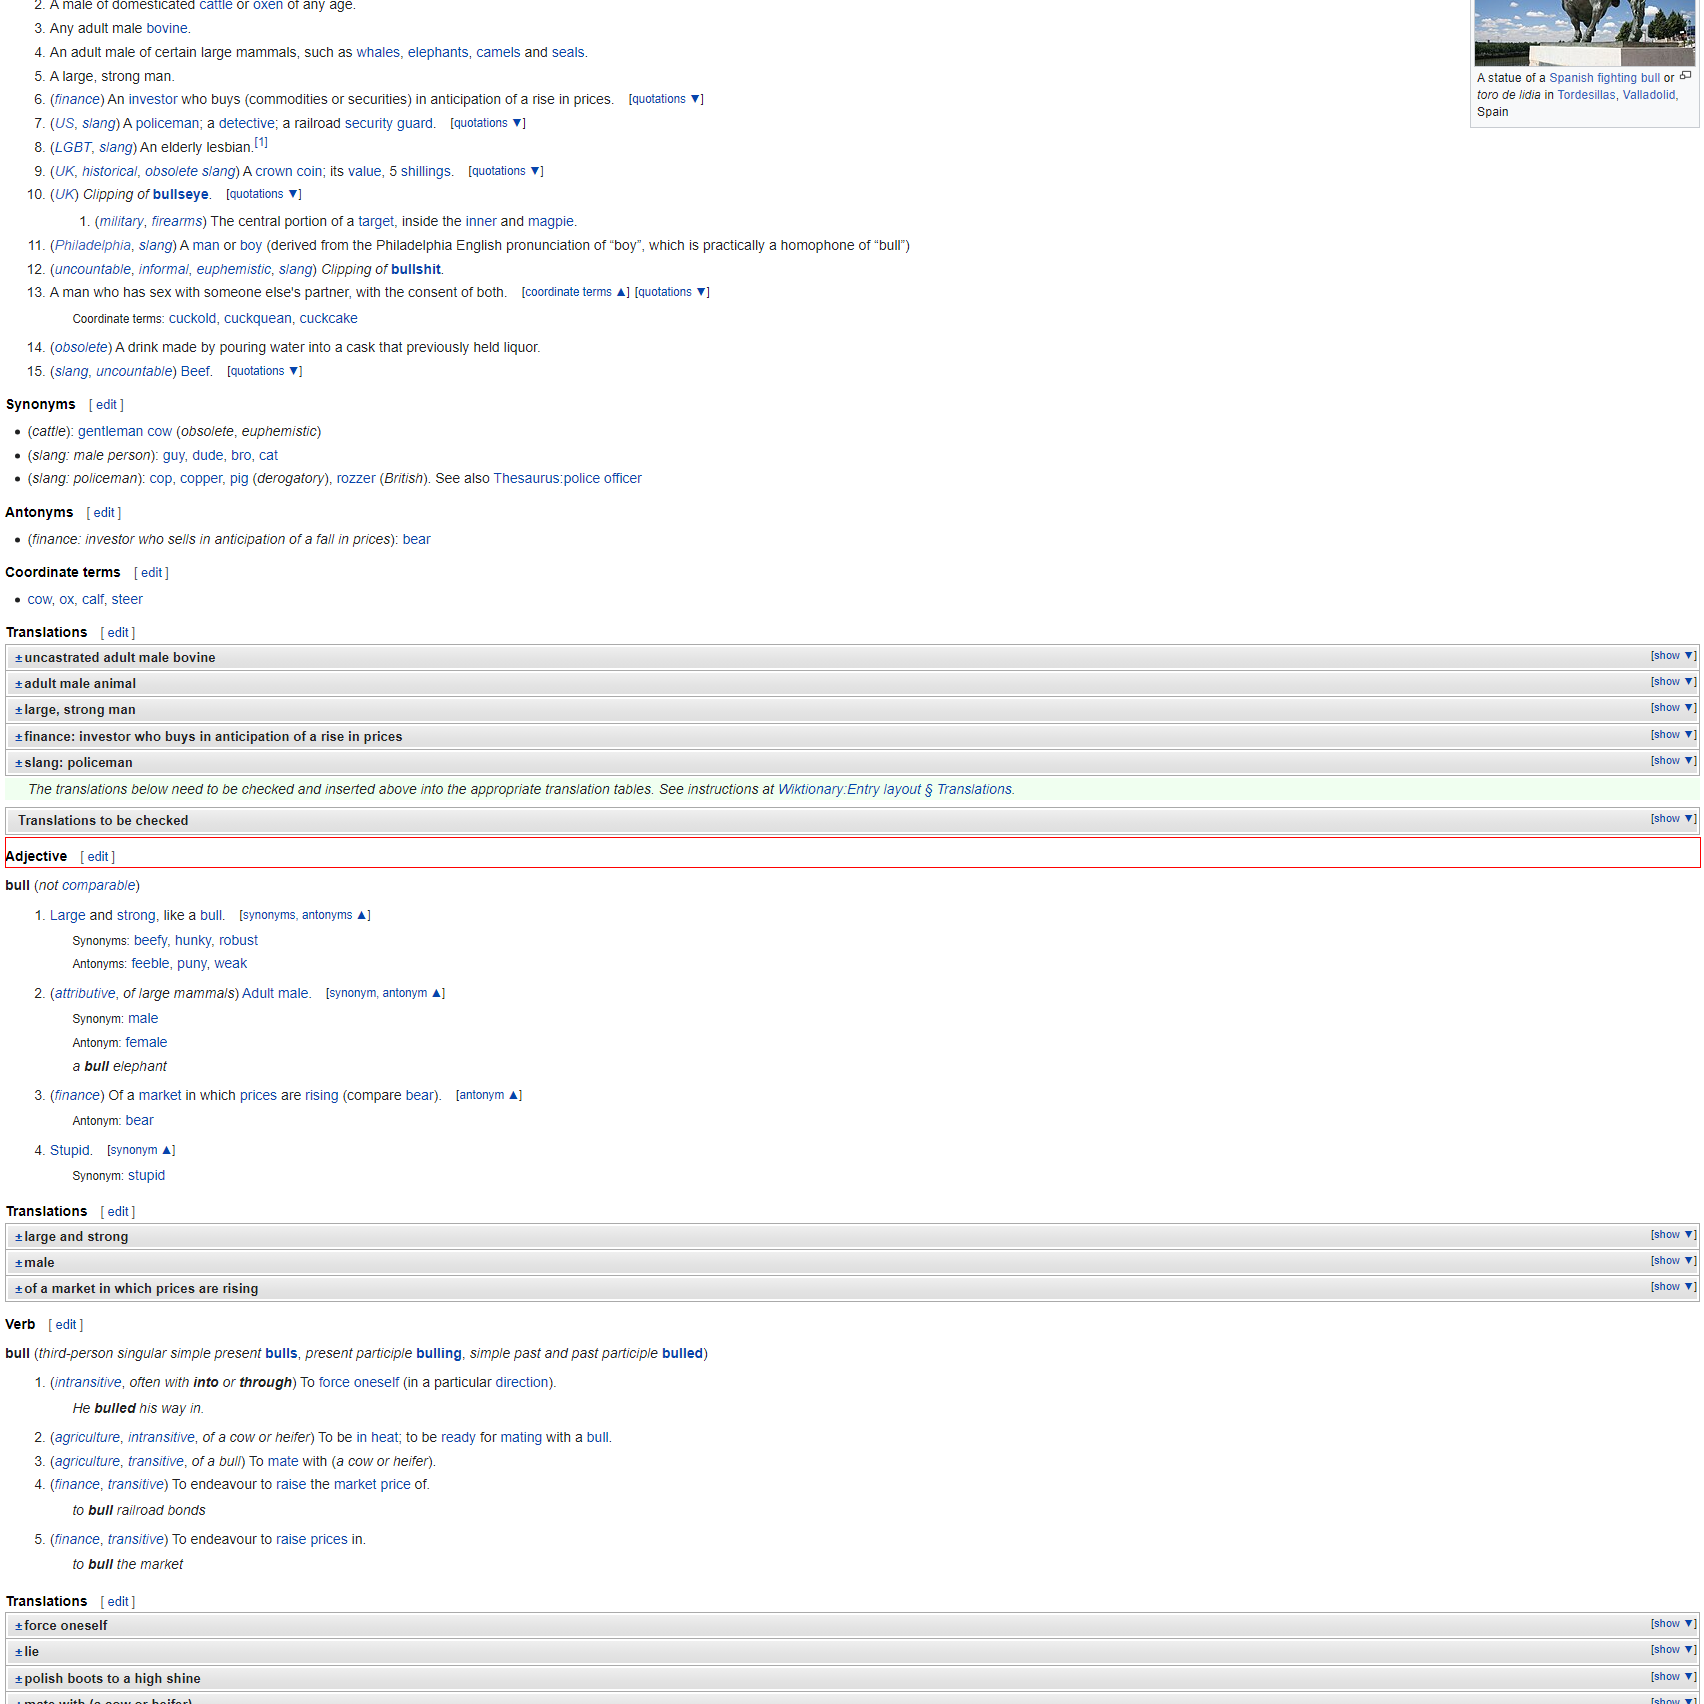 2. A male of domesticated cattle or oxen of any age.
3. Any adult male bovine.
4. An adult male of certain large mammals, such as whales, elephants, camels and seals.
5. A large, strong man.
6. (finance) An investor who buys (commodities or securities) in anticipation of a rise in prices. [quotations ▼]
7. (US, slang) A policeman; a detective; a railroad security guard. [quotations ▼]
8. (LGBT, slang) An elderly lesbian.[1]
9. (UK, historical, obsolete slang) A crown coin; its value, 5 shillings. [quotations ▼]
10. (UK) Clipping of bullseye. [quotations ▼]
1. (military, firearms) The central portion of a target, inside the inner and magpie.
11. (Philadelphia, slang) A man or boy (derived from the Philadelphia English pronunciation of “boy”, which is practically a homophone of “bull”)
12. (uncountable, informal, euphemistic, slang) Clipping of bullshit.
13. A man who has sex with someone else's partner, with the consent of both. [coordinate terms ▲] [quotations ▼]
Coordinate terms: cuckold, cuckquean, cuckcake
14. (obsolete) A drink made by pouring water into a cask that previously held liquor.
15. (slang, uncountable) Beef. [quotations ▼]
A statue of a Spanish fighting bull or
toro de lidia in Tordesillas, Valladolid,
Spain
Synonyms [ edit ]
• (cattle): gentleman cow (obsolete, euphemistic)
• (slang: male person): guy, dude, bro, cat
• (slang: policeman): cop, copper, pig (derogatory), rozzer (British). See also Thesaurus:police officer
Antonyms [ edit ]
• (finance: investor who sells in anticipation of a fall in prices): bear
Coordinate terms [ edit ]
• cow, ox, calf, steer
Translations [ edit ]
±uncastrated adult male bovine [show ▼]
±adult male animal [show ▼]
±large, strong man [show ▼]
±finance: investor who buys in anticipation of a rise in prices [show ▼]
±slang: policeman [show ▼]
The translations below need to be checked and inserted above into the appropriate translation tables. See instructions at Wiktionary:Entry layout § Translations.
Translations to be checked [show ▼]
Adjective [ edit ]
bull (not comparable)
1. Large and strong, like a bull. [synonyms, antonyms ▲]
Synonyms: beefy, hunky, robust
Antonyms: feeble, puny, weak
2. (attributive, of large mammals) Adult male. [synonym, antonym ▲]
Synonym: male
Antonym: female
a bull elephant
3. (finance) Of a market in which prices are rising (compare bear). [antonym ▲]
Antonym: bear
4. Stupid. [synonym ▲]
Synonym: stupid
Translations [ edit ]
±large and strong [show ▼]
±male [show ▼]
±of a market in which prices are rising [show ▼]
Verb [ edit ]
bull (third-person singular simple present bulls, present participle bulling, simple past and past participle bulled)
1. (intransitive, often with into or through) To force oneself (in a particular direction).
He bulled his way in.
2. (agriculture, intransitive, of a cow or heifer) To be in heat; to be ready for mating with a bull.
3. (agriculture, transitive, of a bull) To mate with (a cow or heifer).
4. (finance, transitive) To endeavour to raise the market price of.
to bull railroad bonds
5. (finance, transitive) To endeavour to raise prices in.
to bull the market
Translations [ edit ]
±force oneself [show ▼]
±lie [show ▼]
±polish boots to a high shine [show ▼]
±mate with (a cow or heifer) [show ▼]